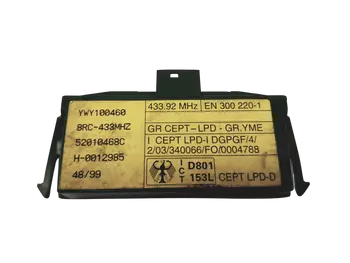 YWY100460
BRC-433MHZ
52010468C
H-0012985
48/99
433.92 MHz EN 300 220-1
GR CEPT-LPD - GR.YME
I CEPT LPD-I DGPGF/4/
2/03/340066/FO/0004788
ICT D801
153L CEPT LPD-D